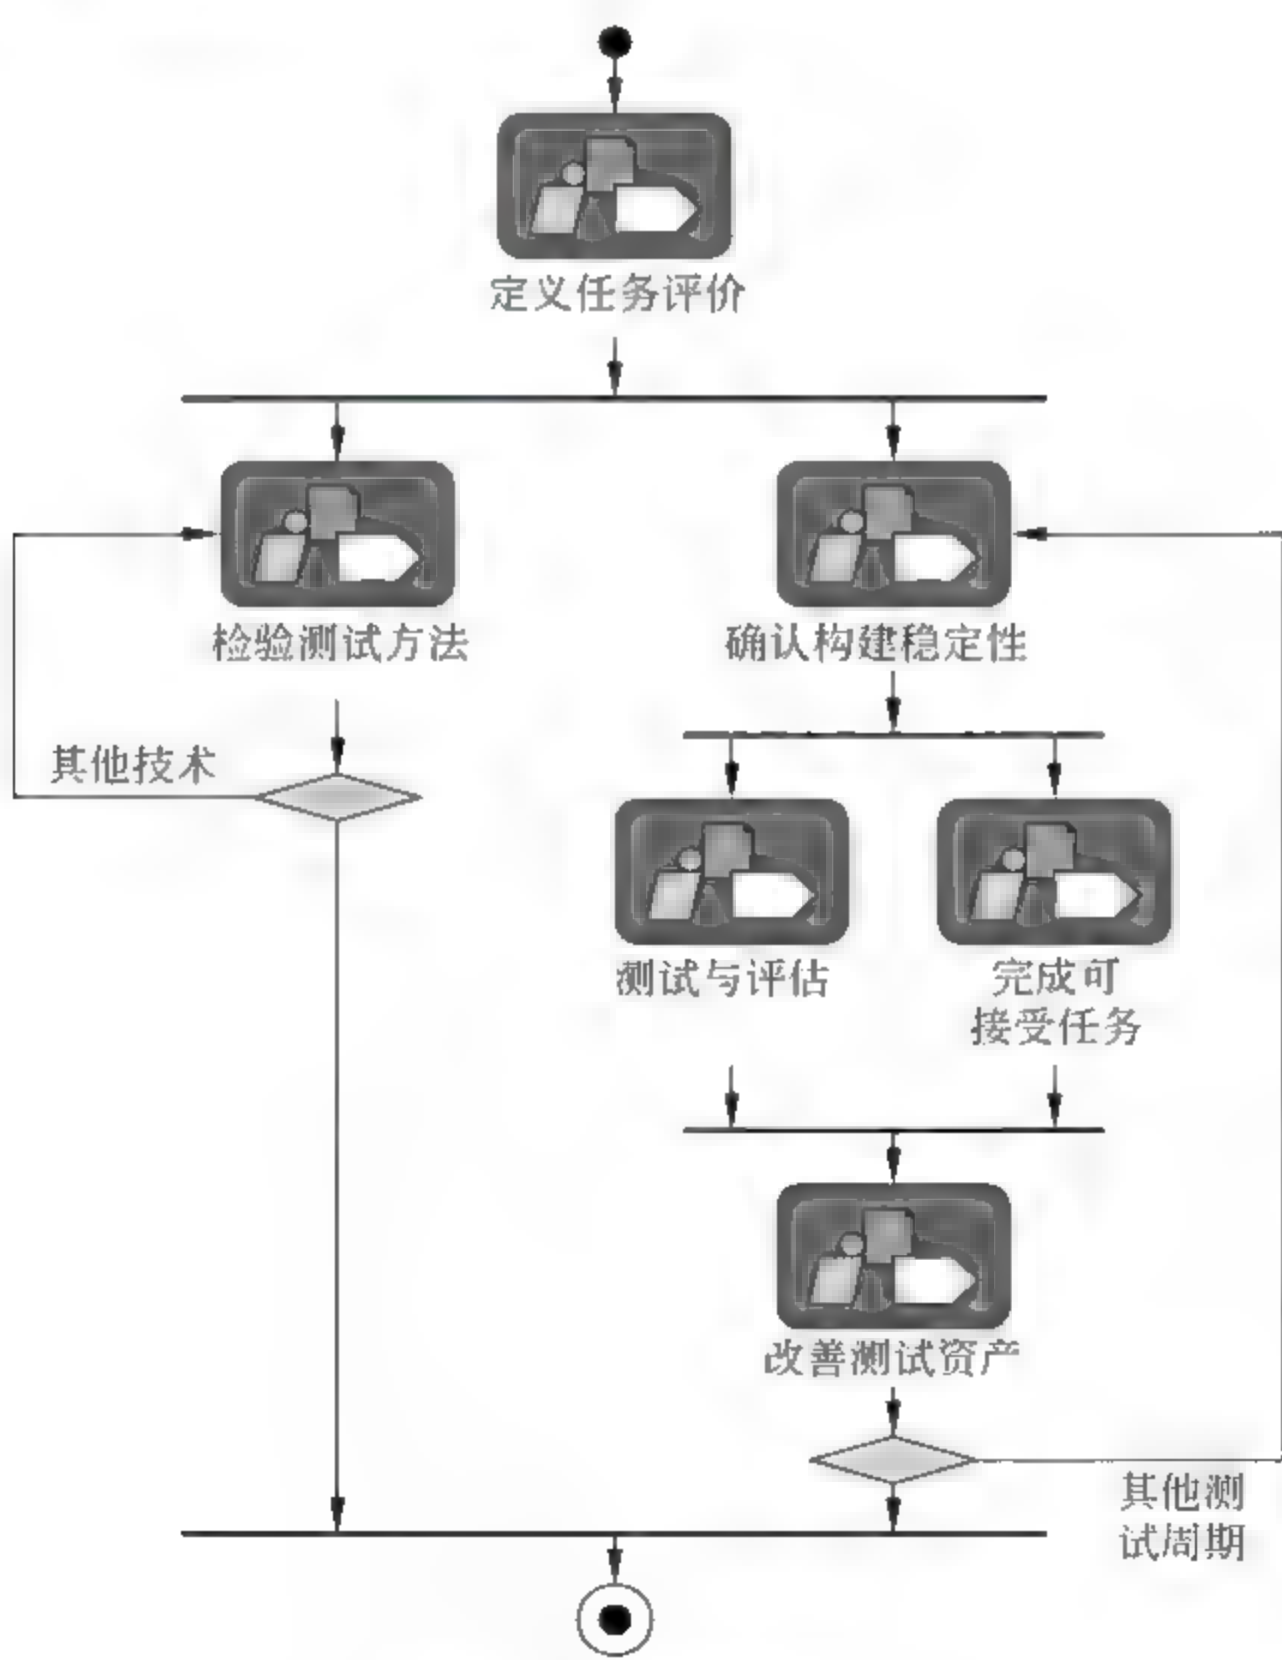 定义任务评价
检验测试方法
确认构建稳定性
其他技术
测试与评估
完成可
接受任务
改善测试资产
其他测
试周期